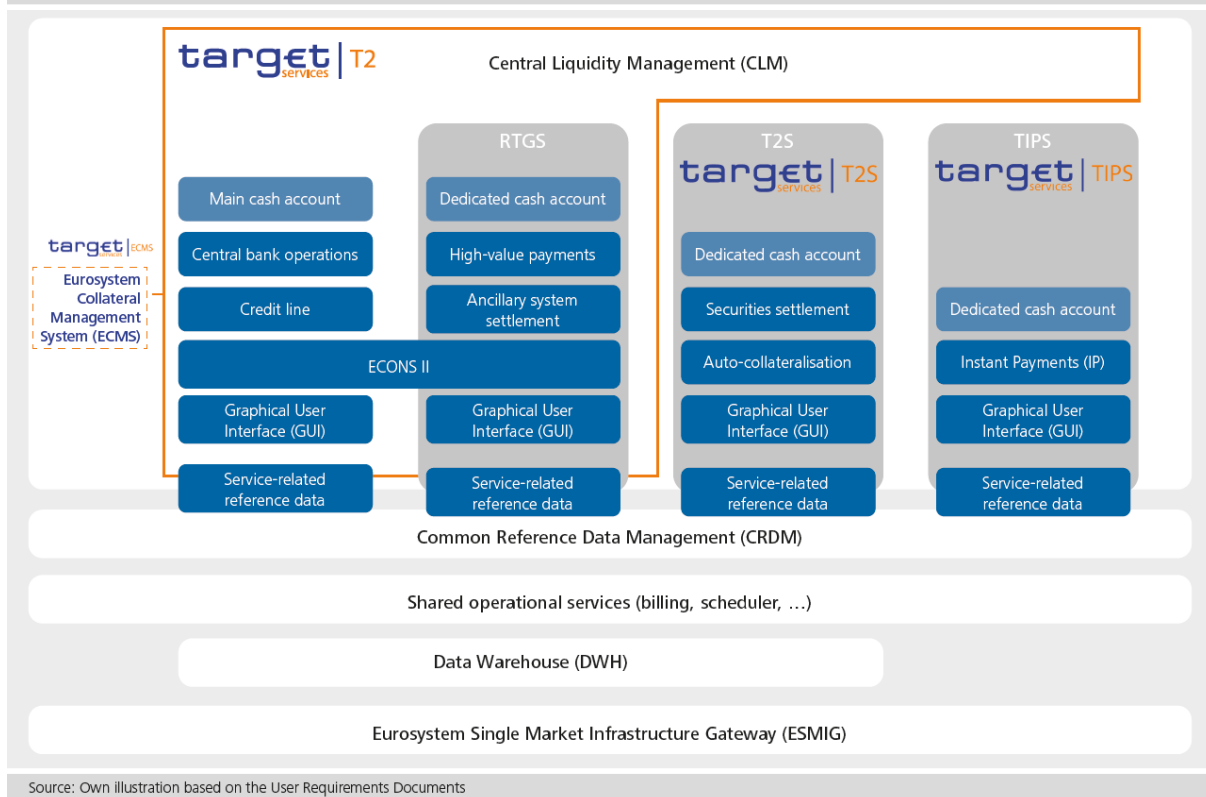 target services | T2
Central Liquidity Management (CLM)
RTGS
T2S
target services | T2S
TIPS
target services | TIPS
target services | ECMS
Eurosystem
Collateral
Management
System (ECMS)
Main cash account
Central bank operations
Credit line
ECONS II
Graphical User
Interface (GUI)
Service-related
reference data
Dedicated cash account
High-value payments
Ancillary system
settlement
Graphical User
Interface (GUI)
Service-related
reference data
Dedicated cash account
Securities settlement
Auto-collateralisation
Graphical User
Interface (GUI)
Service-related
reference data
Dedicated cash account
Instant Payments (IP)
Graphical User
Interface (GUI)
Service-related
reference data
Common Reference Data Management (CRDM)
Shared operational services (billing, scheduler, …)
Data Warehouse (DWH)
Eurosystem Single Market Infrastructure Gateway (ESMIG)
Source: Own illustration based on the User Requirements Documents